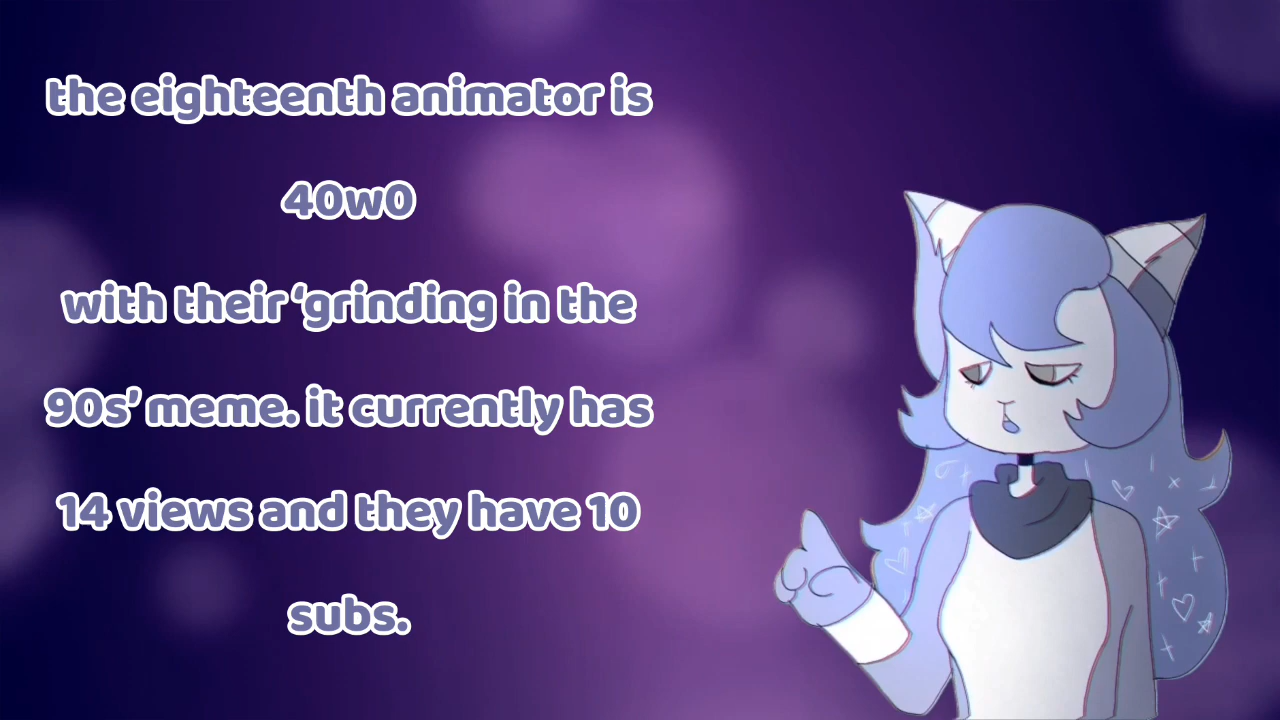 the eighteenth animator is
40w0
with their ‘grinding in the
90s’ meme. it currently has
14 views and they have 10
subs.